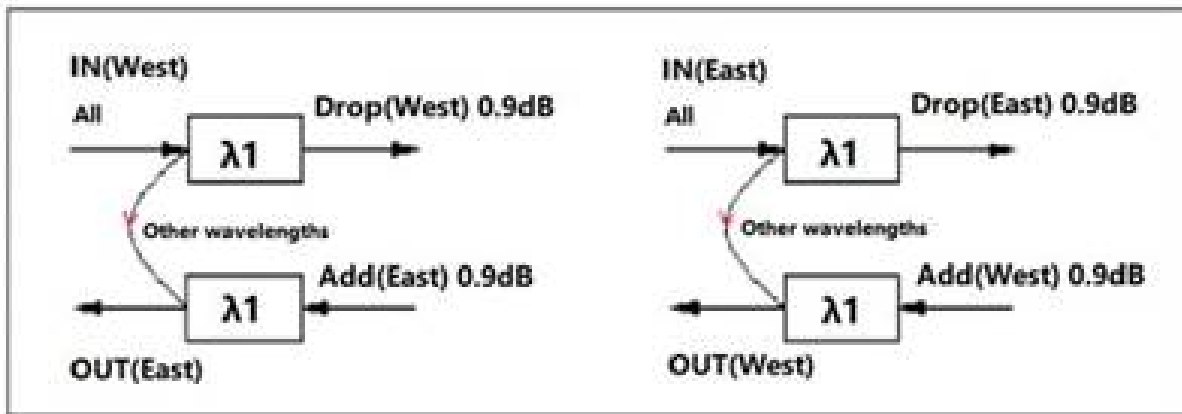 IN(West)
All
λ1
Drop(West) 0.9dB
Other wavelengths
λ1
Add(East) 0.9dB
OUT(East)
IN(East)
All
λ1
Drop(East) 0.9dB
Other wavelengths
λ1
Add(West) 0.9dB
OUT(West)